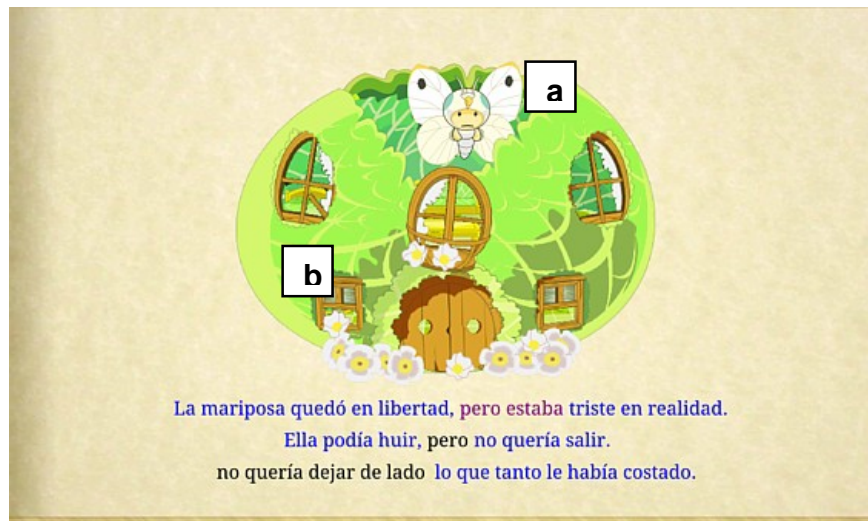 a
b
La mariposa quedó en libertad, pero estaba triste en realidad.
Ella podía huir, pero no quería salir.
no quería dejar de lado lo que tanto le había costado.